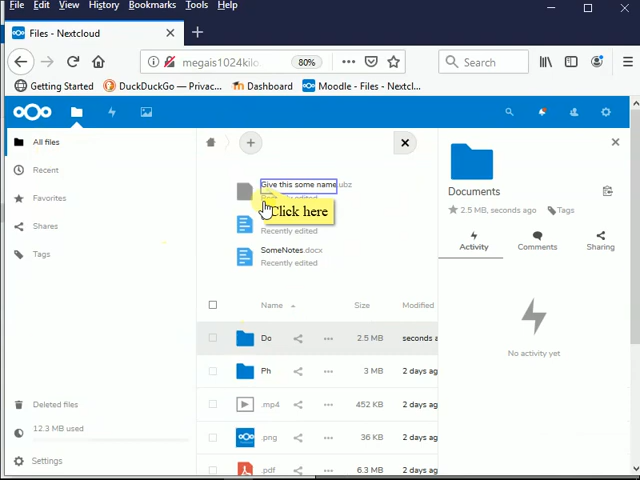 File Edit View History Bookmarks Tools Help
Files - Nextcloud
megais1024kilo. 80% Search
Getting Started DuckDuckGo — Privac... Dashboard Moodle - Files - Nextcl...
All files
Recent
Favorites
Shares
Tags
Deleted files
12.3 MB used
Settings
Give this some name.ubz
Recently edited
Click here
Recently edited
SomeNotes.docx
Recently edited
Name Size Modified
Do 2.5 MB seconds a
Ph 3 MB 2 days ag
.mp4 452 KB 2 days ag
.png 36 KB 2 days ag
.pdf 6.3 MB 2 days ag
Documents
2.5 MB, seconds ago Tags
Activity Comments Sharing
No activity yet